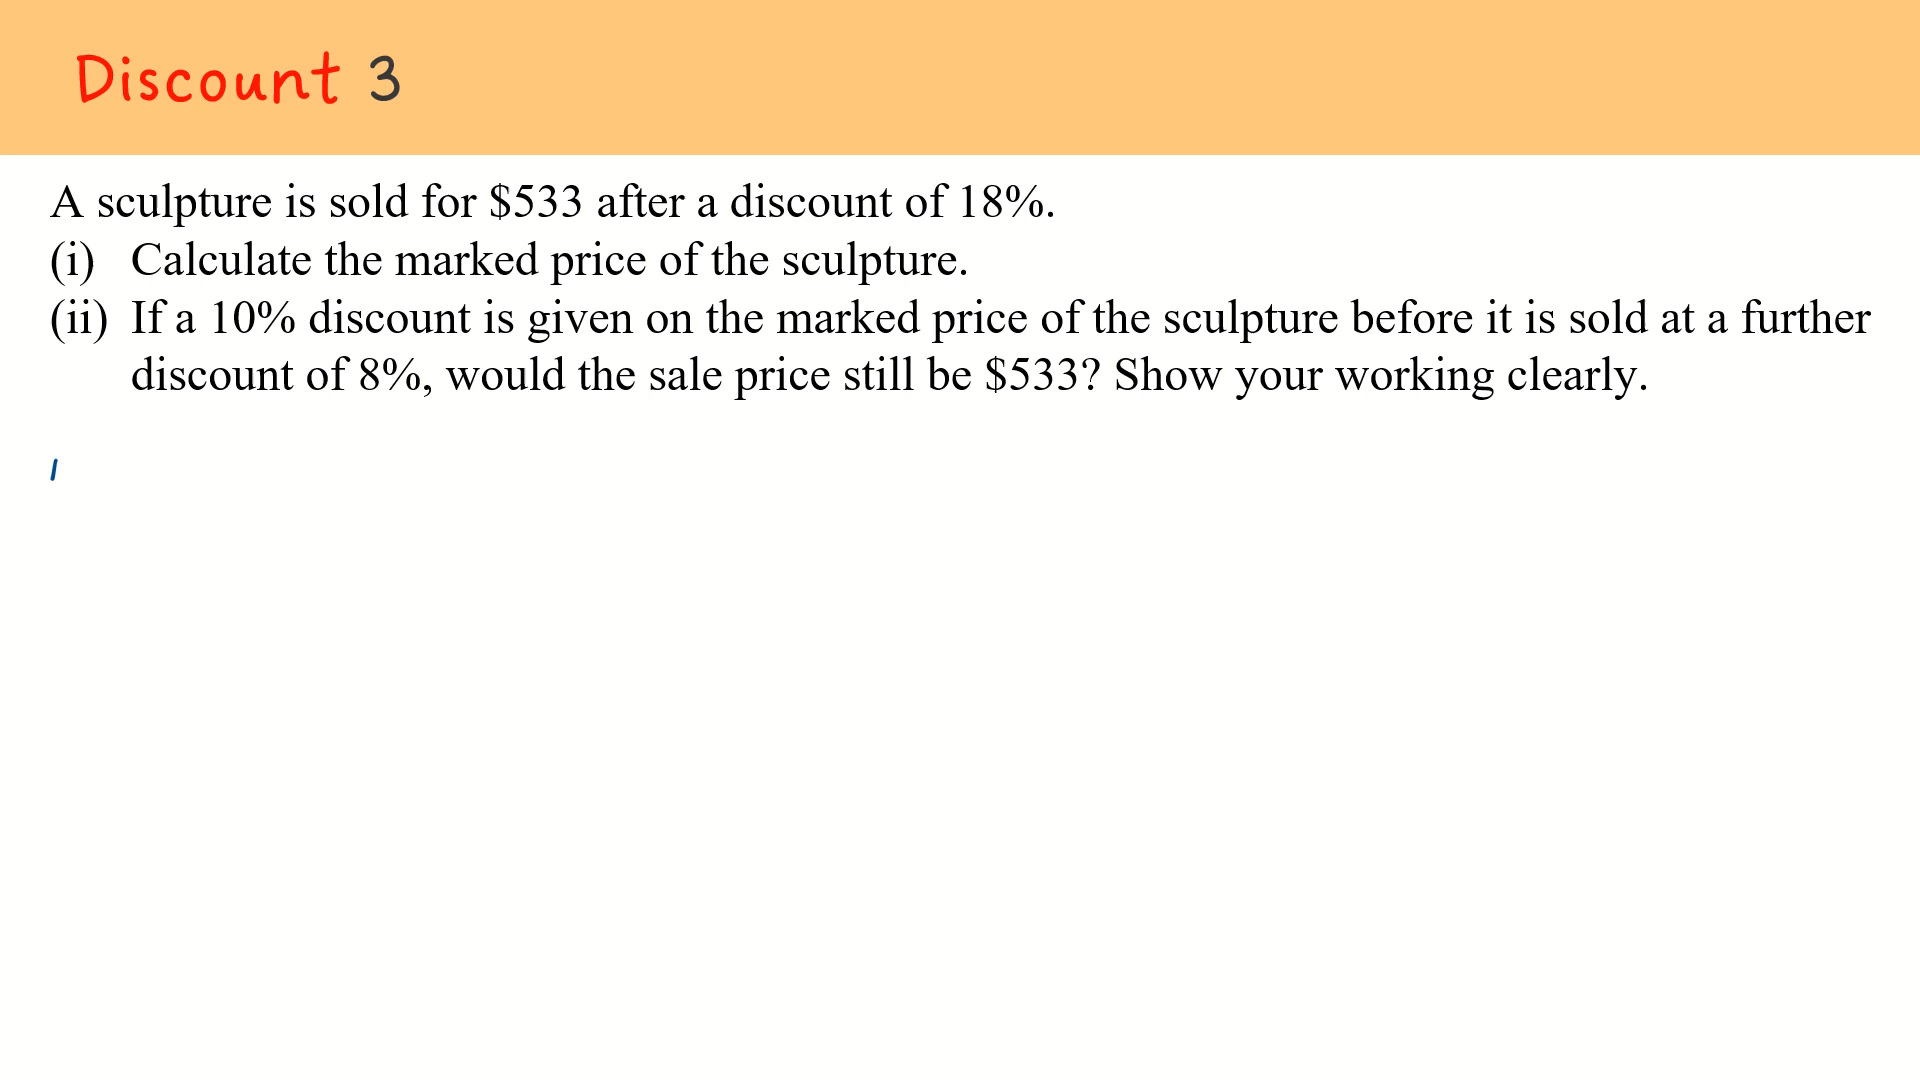 Discount 3
A sculpture is sold for $533 after a discount of 18%.
(i) Calculate the marked price of the sculpture.
(ii) If a 10% discount is given on the marked price of the sculpture before it is sold at a further
discount of 8%, would the sale price still be $533? Show your working clearly.